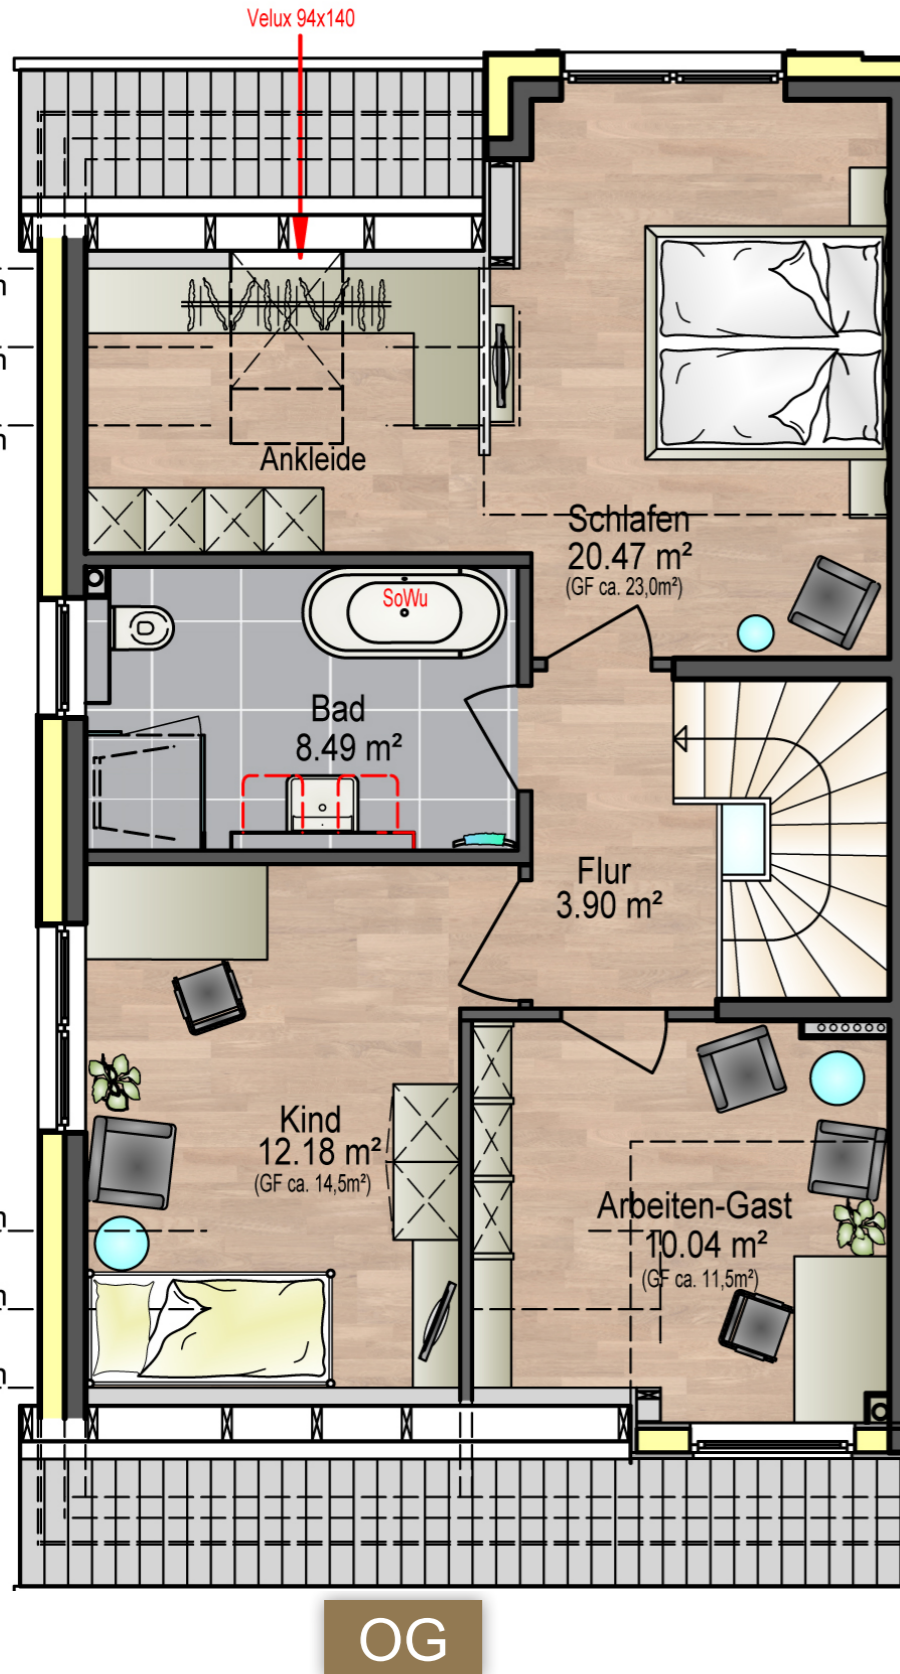 Velux 94x140
Ankleide
Schlafen
20.47 m²
(GF ca. 23,0m²)
SoWu
Bad
8.49 m²
Flur
3.90 m²
Kind
12.18 m²
(GF ca. 14,5m²)
Arbeiten-Gast
10.04 m²
(GF ca. 11,5m²)
OG